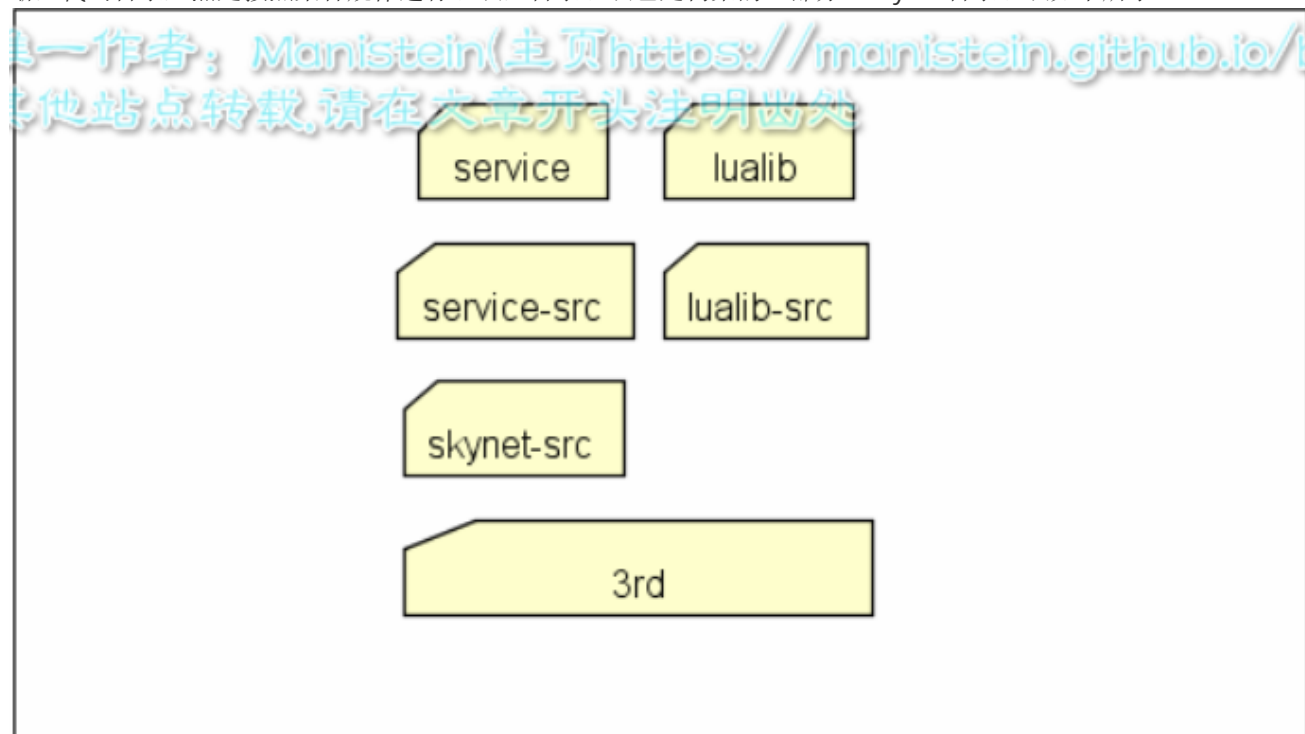 一作者：Manistein(主页https://manistein.github.io/
他站点转载,请在文章开头注明出处
service lualib
service-src lualib-src
skynet-src
3rd